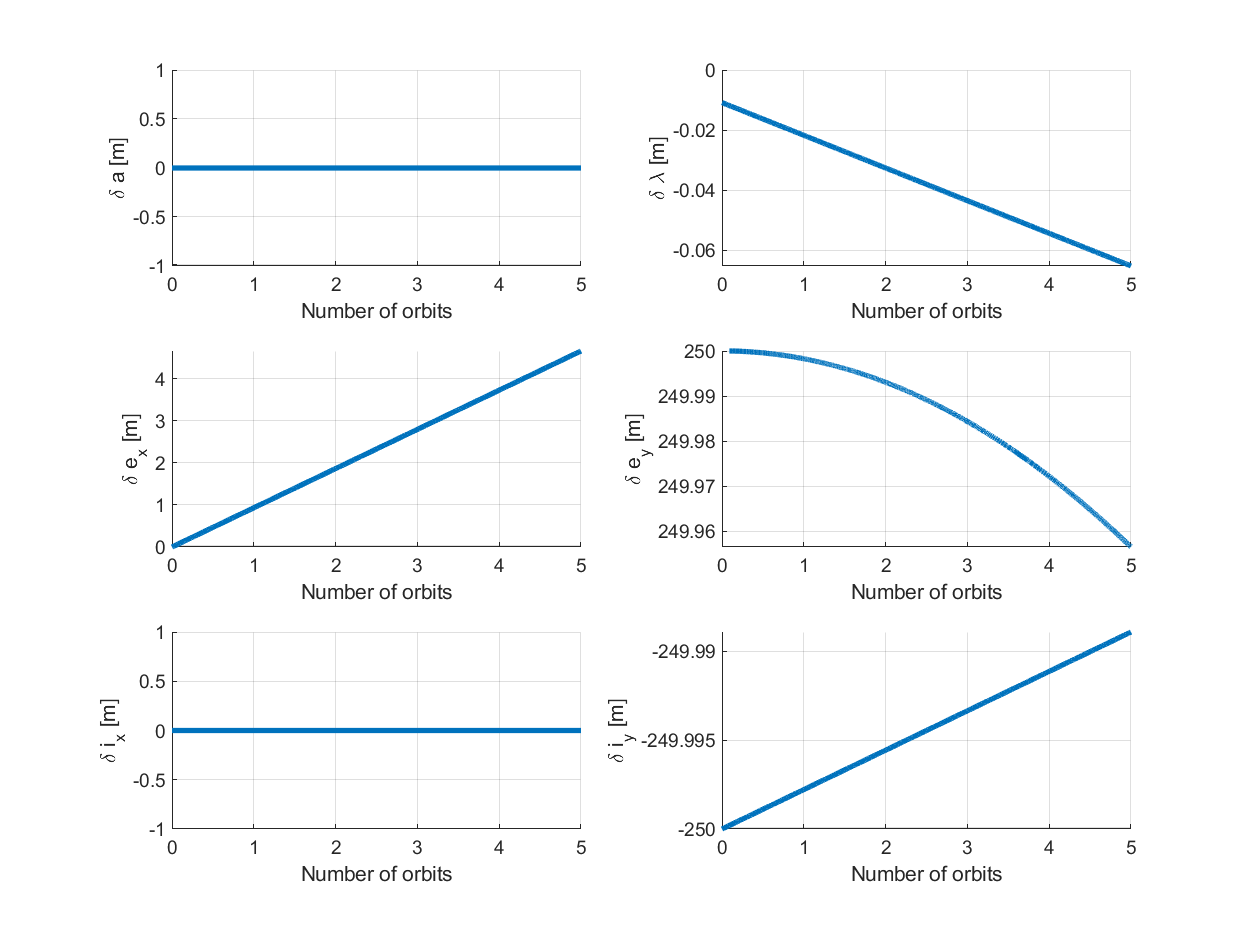 δ a [m]
1
0.5
0
-0.5
-1
0 1 2 3 4 5
Number of orbits
δ λ [m]
0
-0.02
-0.04
-0.06
0 1 2 3 4 5
Number of orbits
δ e_x [m]
4
3
2
1
0
0 1 2 3 4 5
Number of orbits
δ e_y [m]
250
249.99
249.98
249.97
249.96
0 1 2 3 4 5
Number of orbits
δ i_x [m]
1
0.5
0
-0.5
-1
0 1 2 3 4 5
Number of orbits
δ i_y [m]
-249.99
-249.995
-250
0 1 2 3 4 5
Number of orbits